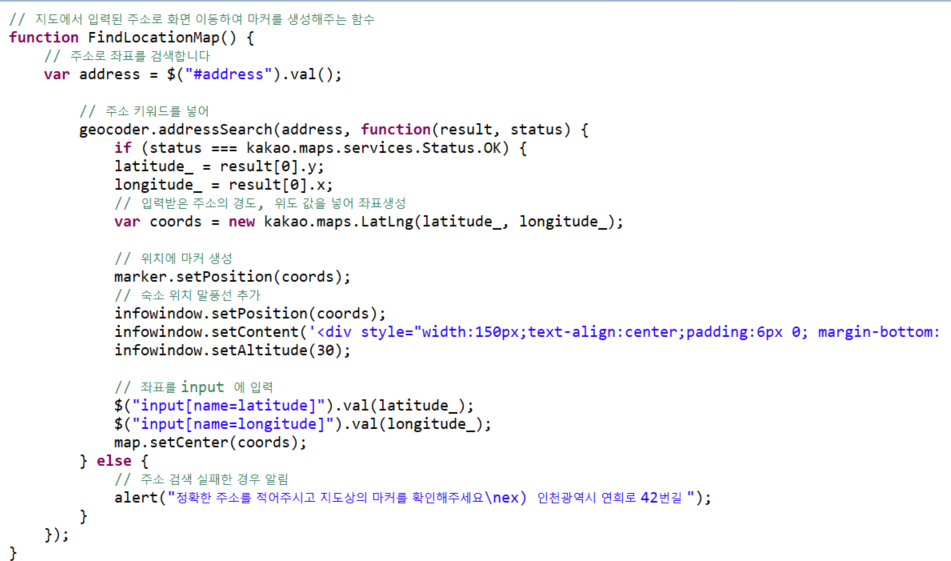 // 지도에서 입력된 주소로 화면 이동하여 마커를 생성해주는 함수
function FindLocationMap() {
// 주소로 좌표를 검색합니다
var address = $("#address").val();
// 주소 키워드를 넣어
geocoder.addressSearch(address, function(result, status) {
if (status === kakao.maps.services.Status.OK) {
latitude_ = result[0].y;
longitude_ = result[0].x;
// 입력받은 주소의 경도, 위도 값을 넣어 좌표생성
var coords = new kakao.maps.LatLng(latitude_, longitude_);
// 위치에 마커 생성
marker.setPosition(coords);
// 숙소 위치 말풍선 추가
infowindow.setPosition(coords);
infowindow.setContent('<div style="width:150px;text-align:center;padding:6px 0; margin-bottom:
infowindow.setAltitude(30);
// 좌표를 input 에 입력
$("input[name=latitude]").val(latitude_);
$("input[name=longitude]").val(longitude_);
map.setCenter(coords);
} else {
// 주소 검색 실패한 경우 알림
alert("정확한 주소를 적어주시고 지도상의 마커를 확인해주세요\nex) 인천광역시 연희로 42번길 ");
}
});
}